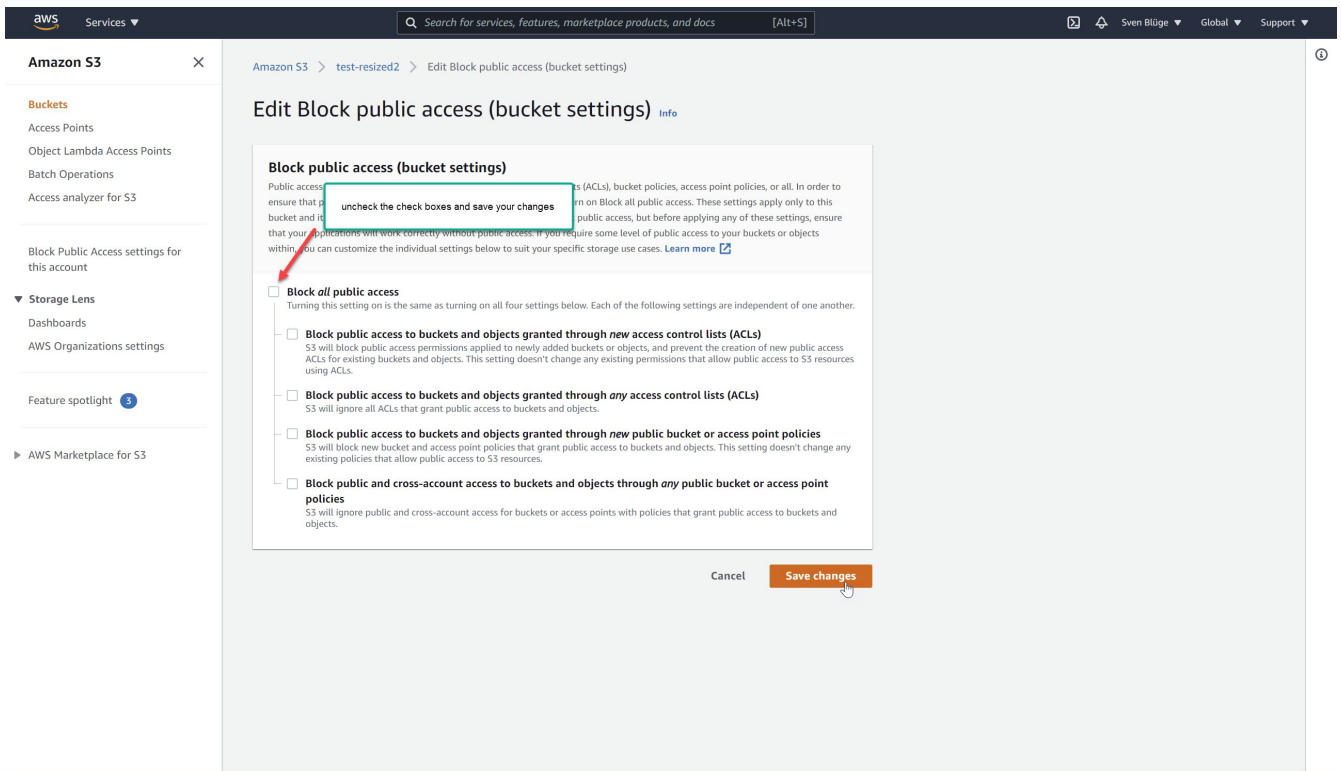 aws
Services ▼
Search for services, features, marketplace products, and docs [Alt+S]
Sven Blüge ▼
Global ▼
Support ▼
Amazon S3
Buckets
Access Points
Object Lambda Access Points
Batch Operations
Access analyzer for S3
Block Public Access settings for
this account
Storage Lens
Dashboards
AWS Organizations settings
Feature spotlight 3
AWS Marketplace for S3
Amazon S3 > test-resized2 > Edit Block public access (bucket settings)
Edit Block public access (bucket settings) Info
Block public access (bucket settings)
Public access (ACLs), bucket policies, access point policies, or all. In order to
ensure that on Block all public access. These settings apply only to this
bucket and public access, but before applying any of these settings, ensure
that your applications will work correctly without public access. If you require some level of public access to your buckets or objects
within, you can customize the individual settings below to suit your specific storage use cases. Learn more
uncheck the check boxes and save your changes
Block all public access
Turning this setting on is the same as turning on all four settings below. Each of the following settings are independent of one another.
Block public access to buckets and objects granted through new access control lists (ACLs)
S3 will block public access permissions applied to newly added buckets or objects, and prevent the creation of new public access
ACLs for existing buckets and objects. This setting doesn't change any existing permissions that allow public access to S3 resources
using ACLs.
Block public access to buckets and objects granted through any access control lists (ACLs)
S3 will ignore all ACLs that grant public access to buckets and objects.
Block public access to buckets and objects granted through new public bucket or access point policies
S3 will block new bucket and access point policies that grant public access to buckets and objects. This setting doesn't change any
existing policies that allow public access to S3 resources.
Block public and cross-account access to buckets and objects through any public bucket or access point
policies
S3 will ignore public and cross-account access for buckets or access points with policies that grant public access to buckets and
objects.
Cancel
Save changes